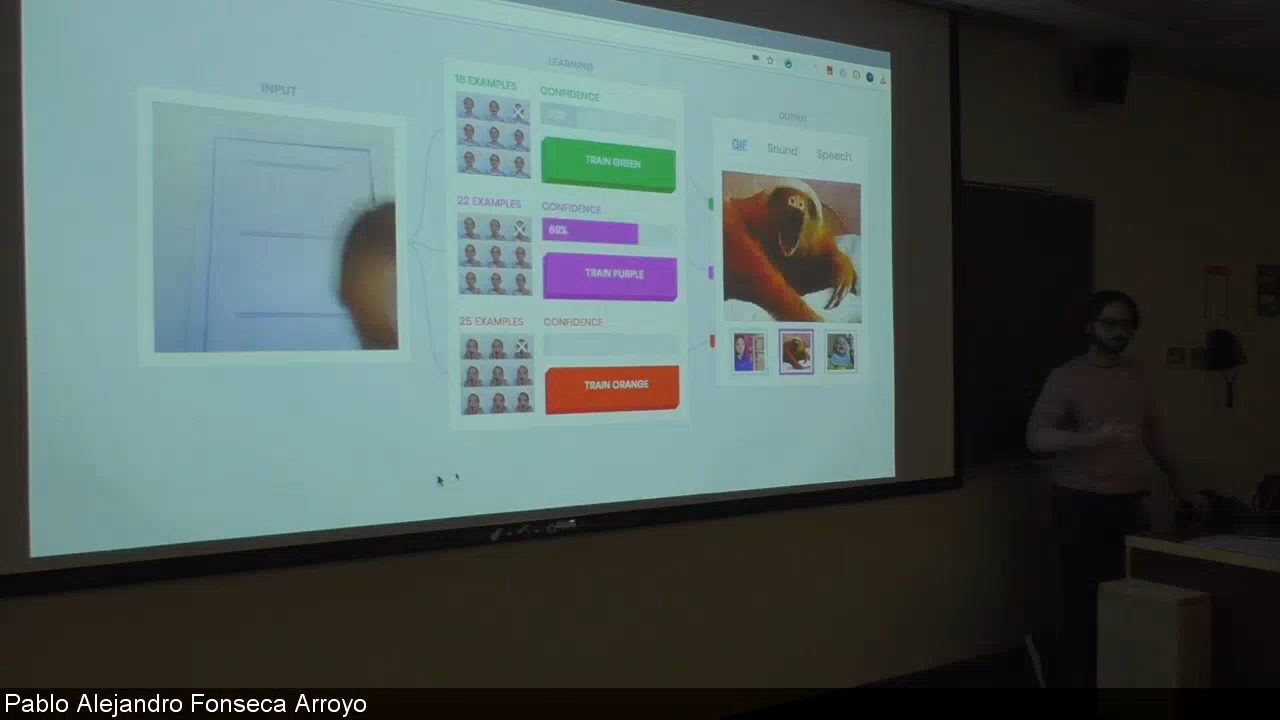 INPUT
LEARNING
18 EXAMPLES
CONFIDENCE
TRAIN GREEN
22 EXAMPLES
CONFIDENCE
69%
TRAIN PURPLE
25 EXAMPLES
CONFIDENCE
TRAIN ORANGE
OUTPUT
GIF Sound Speech
Pablo Alejandro Fonseca Arroyo